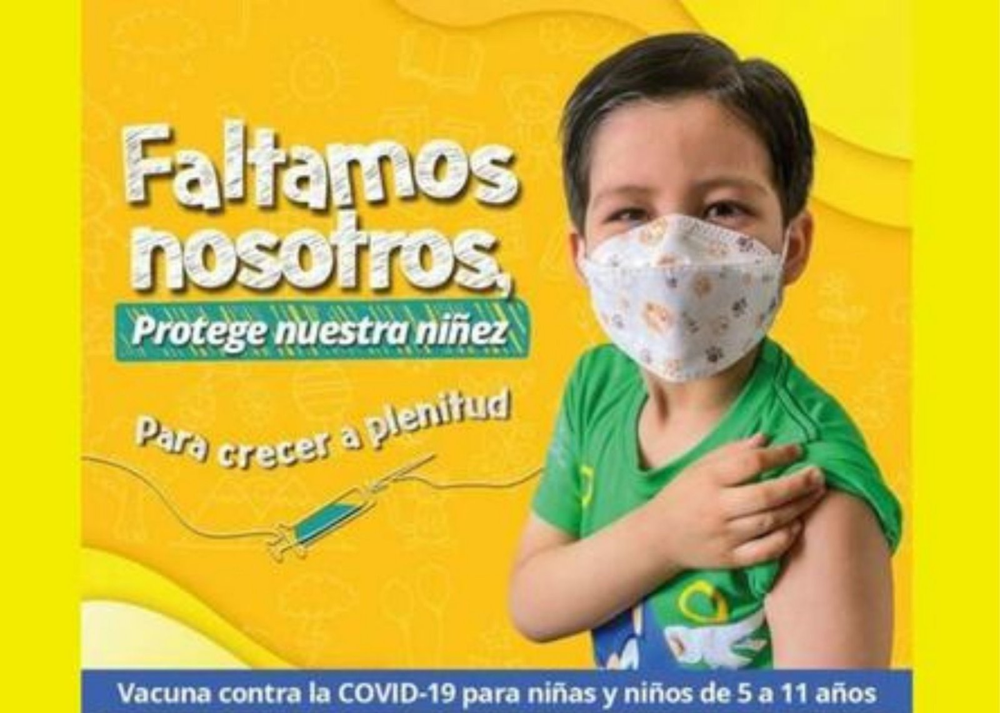 Faltamos
nosotros,
Protege nuestra niñez
Para crecer a plenitud
Vacuna contra la COVID-19 para niñas y niños de 5 a 11 años